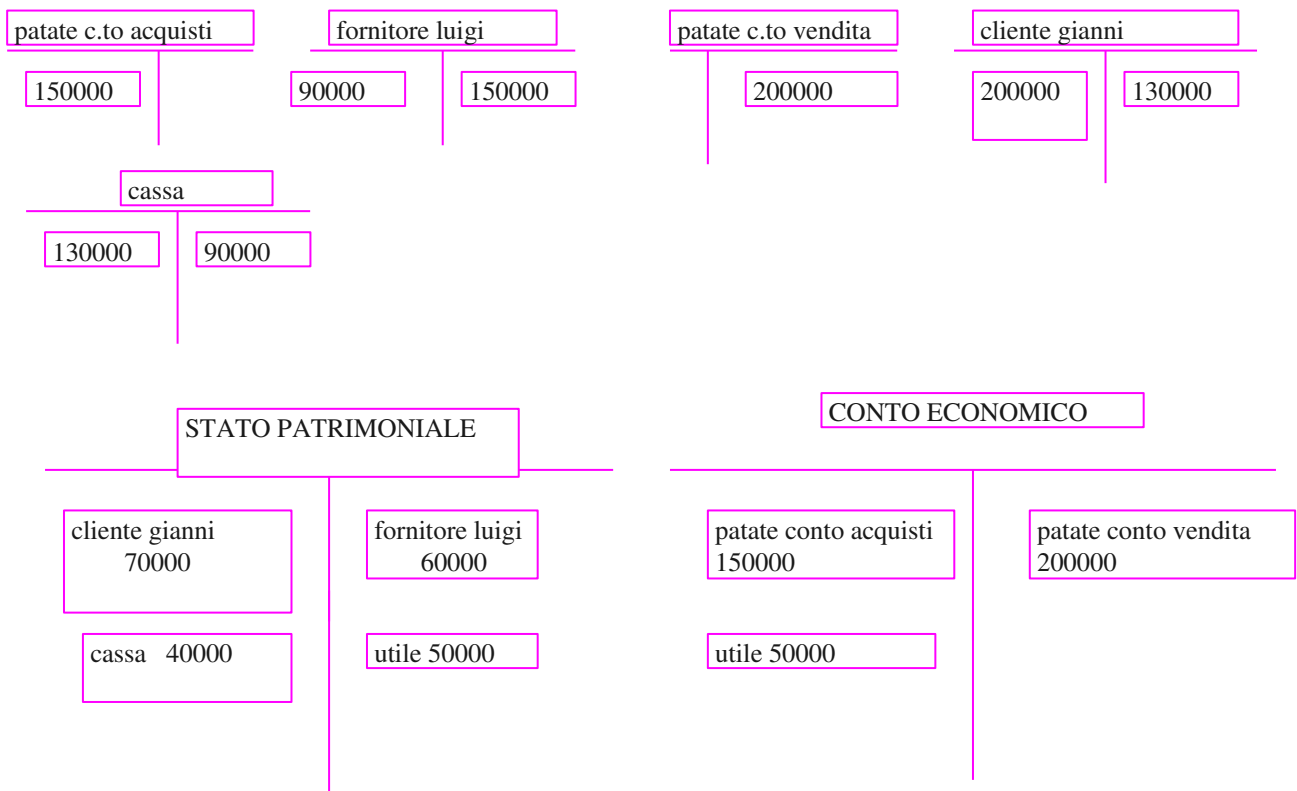 patate c.to acquisti
fornitore luigi
patate c.to vendita
cliente gianni
150000
90000
150000
200000
200000
130000
cassa
130000
90000
STATO PATRIMONIALE
CONTO ECONOMICO
cliente gianni
70000
fornitore luigi
60000
patate conto acquisti
150000
patate conto vendita
200000
cassa 40000
utile 50000
utile 50000